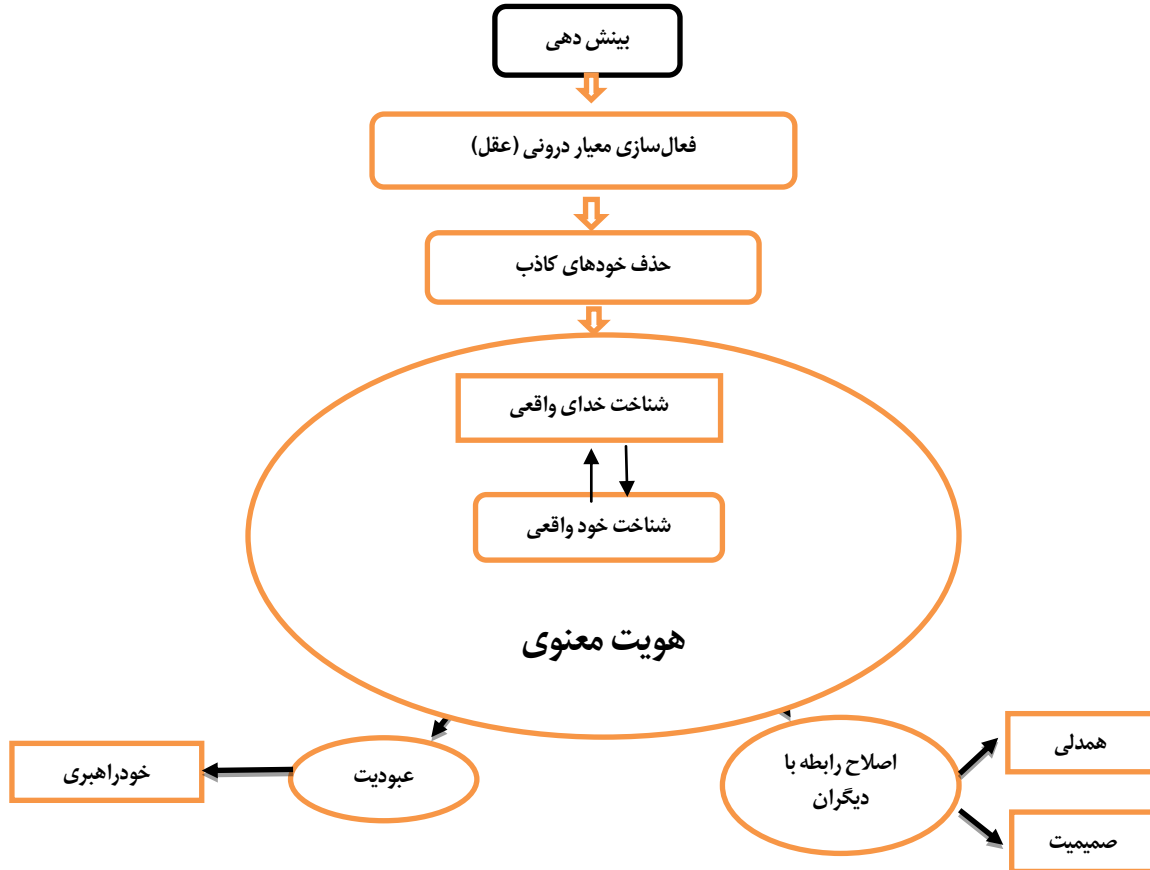 بینش دهی
فعال‌سازی معیار درونی (عقل)
حذف خودهای کاذب
شناخت خدای واقعی
شناخت خود واقعی
هویت معنوی
همدلی
اصلاح رابطه با
دیگران
عبودیت
خودراهبری
صمیمیت